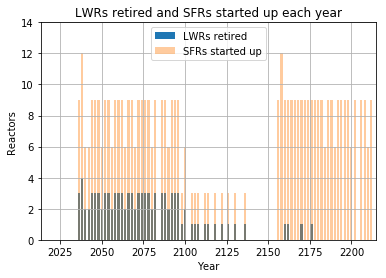 LWRs retired and SFRs started up each year
LWRs retired
SFRs started up
14
12
10
8
6
4
2
0
Reactors
2025 2050 2075 2100 2125 2150 2175 2200
Year